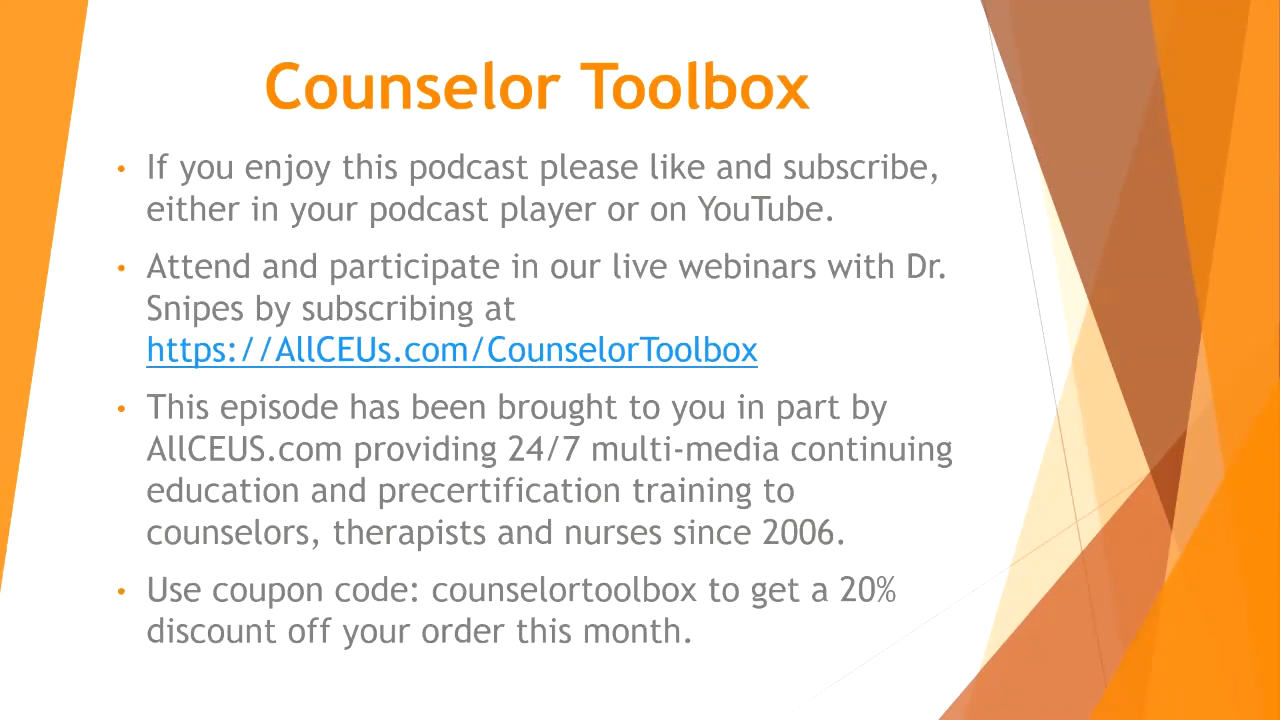 Counselor Toolbox
• If you enjoy this podcast please like and subscribe,
either in your podcast player or on YouTube.
• Attend and participate in our live webinars with Dr.
Snipes by subscribing at
https://AllCEUs.com/CounselorToolbox
• This episode has been brought to you in part by
AllCEUS.com providing 24/7 multi-media continuing
education and precertification training to
counselors, therapists and nurses since 2006.
• Use coupon code: counselortoolbox to get a 20%
discount off your order this month.